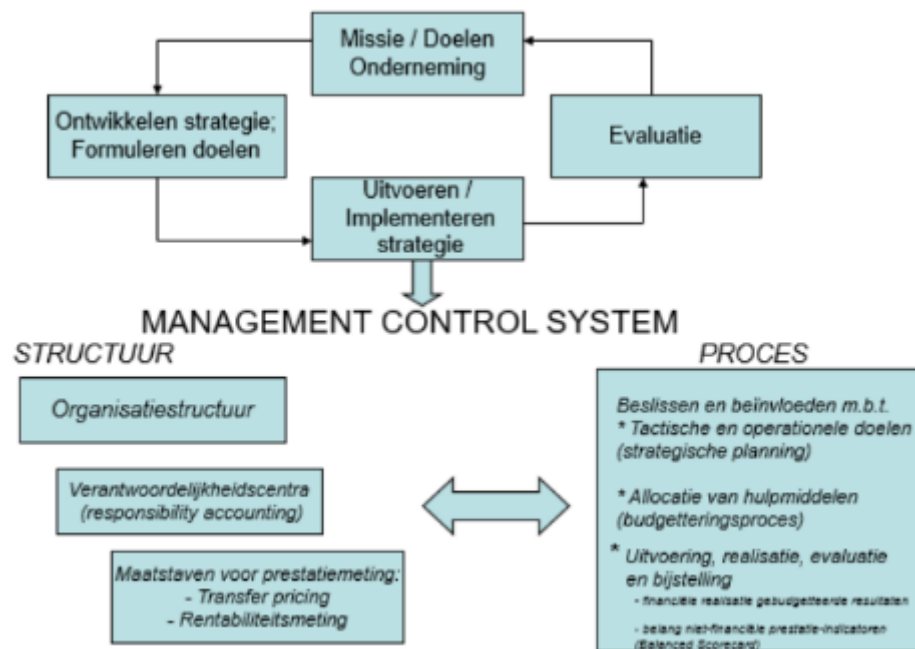 Missie / Doelen
Onderneming
Ontwikkelen strategie;
Formuleren doelen
Evaluatie
Uitvoeren /
Implementeren
strategie
MANAGEMENT CONTROL SYSTEM
STRUCTUUR
Organisatiestructuur
Verantwoordelijkheidscentra
(responsibility accounting)
Maatstaven voor prestatiemeting:
- Transfer pricing
- Rentabiliteitsmeting
PROCES
Beslissen en beïnvloeden m.b.t.
* Tactische en operationele doelen
(strategische planning)
* Allocatie van hulpmiddelen
(budgetteringsproces)
* Uitvoering, realisatie, evaluatie
en bijstelling
- financiële realisatie gebudgetteerde resultaten
- belang niet-financiële prestatie-indicatoren
(Balanced Scorecard)